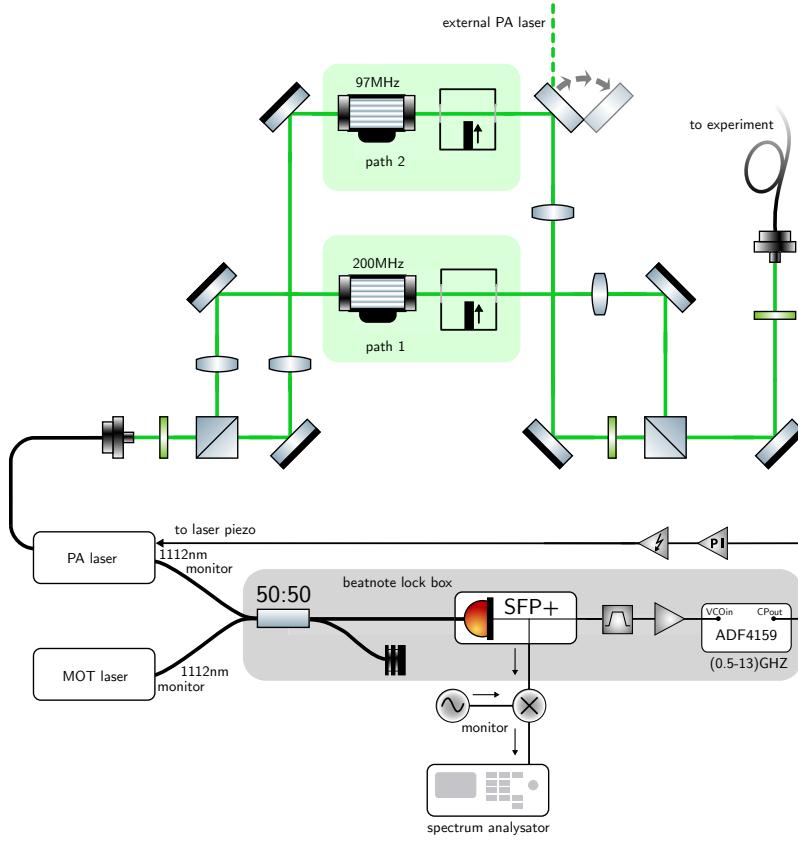 external PA laser
97MHz
path 2
to experiment
200MHz
path 1
to laser piezo
PI
PA laser
1112nm
monitor
beatnote lock box
50:50
SFP+
VCOin
CPout
ADF4159
(0.5-13)GHZ
MOT laser
1112nm
monitor
monitor
spectrum analysator